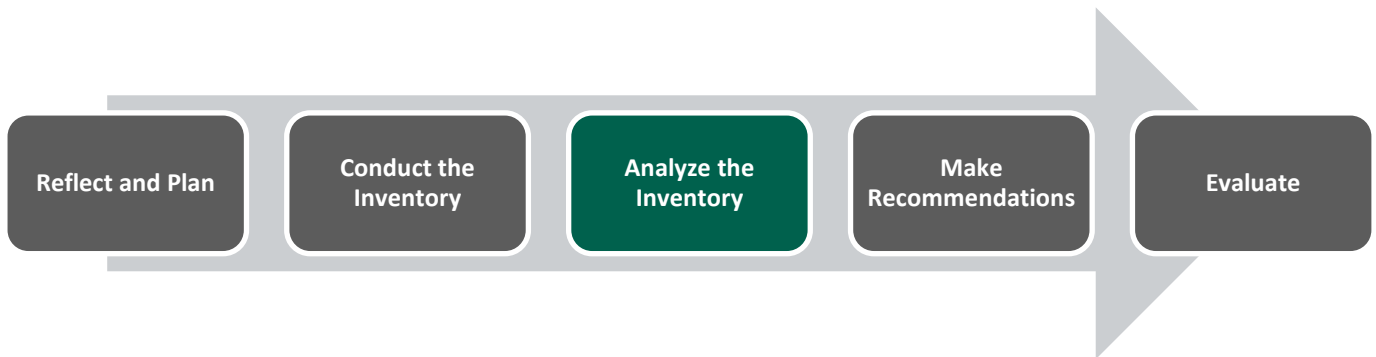 Reflect and Plan
Conduct the
Inventory
Analyze the
Inventory
Make
Recommendations
Evaluate